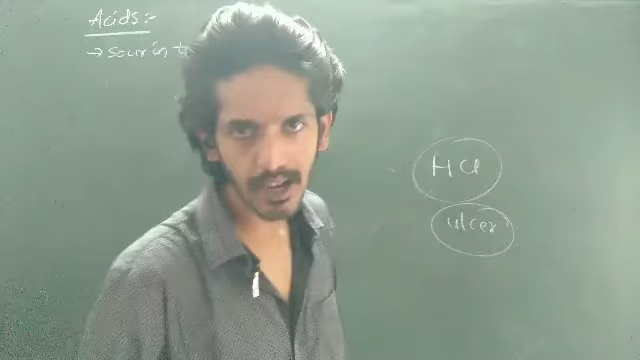 Acids:-
→ Sour in t
HCl
ulcer